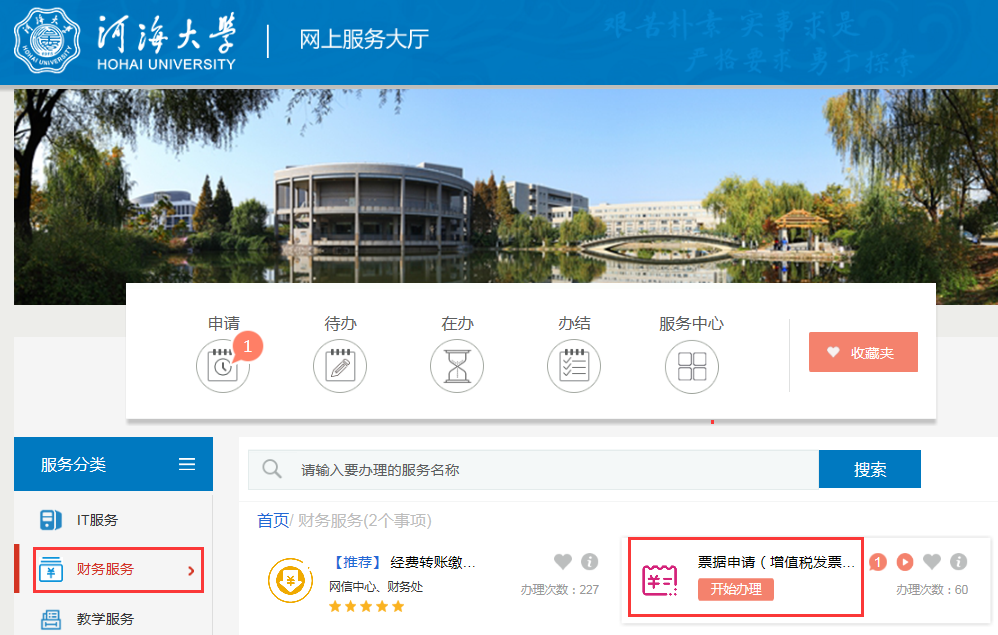 河海大学
HOHAI UNIVERSITY
网上服务大厅
艰苦朴素 实事求是
严格要求 勇于探索
申请
1
待办
在办
办结
服务中心
收藏夹
服务分类
请输入要办理的服务名称
搜索
IT服务
财务服务
教学服务
首页/ 财务服务(2个事项)
【推荐】 经费转账缴...
网信中心、财务处
办理次数：227
票据申请（增值税发票...
开始办理
1
办理次数：60